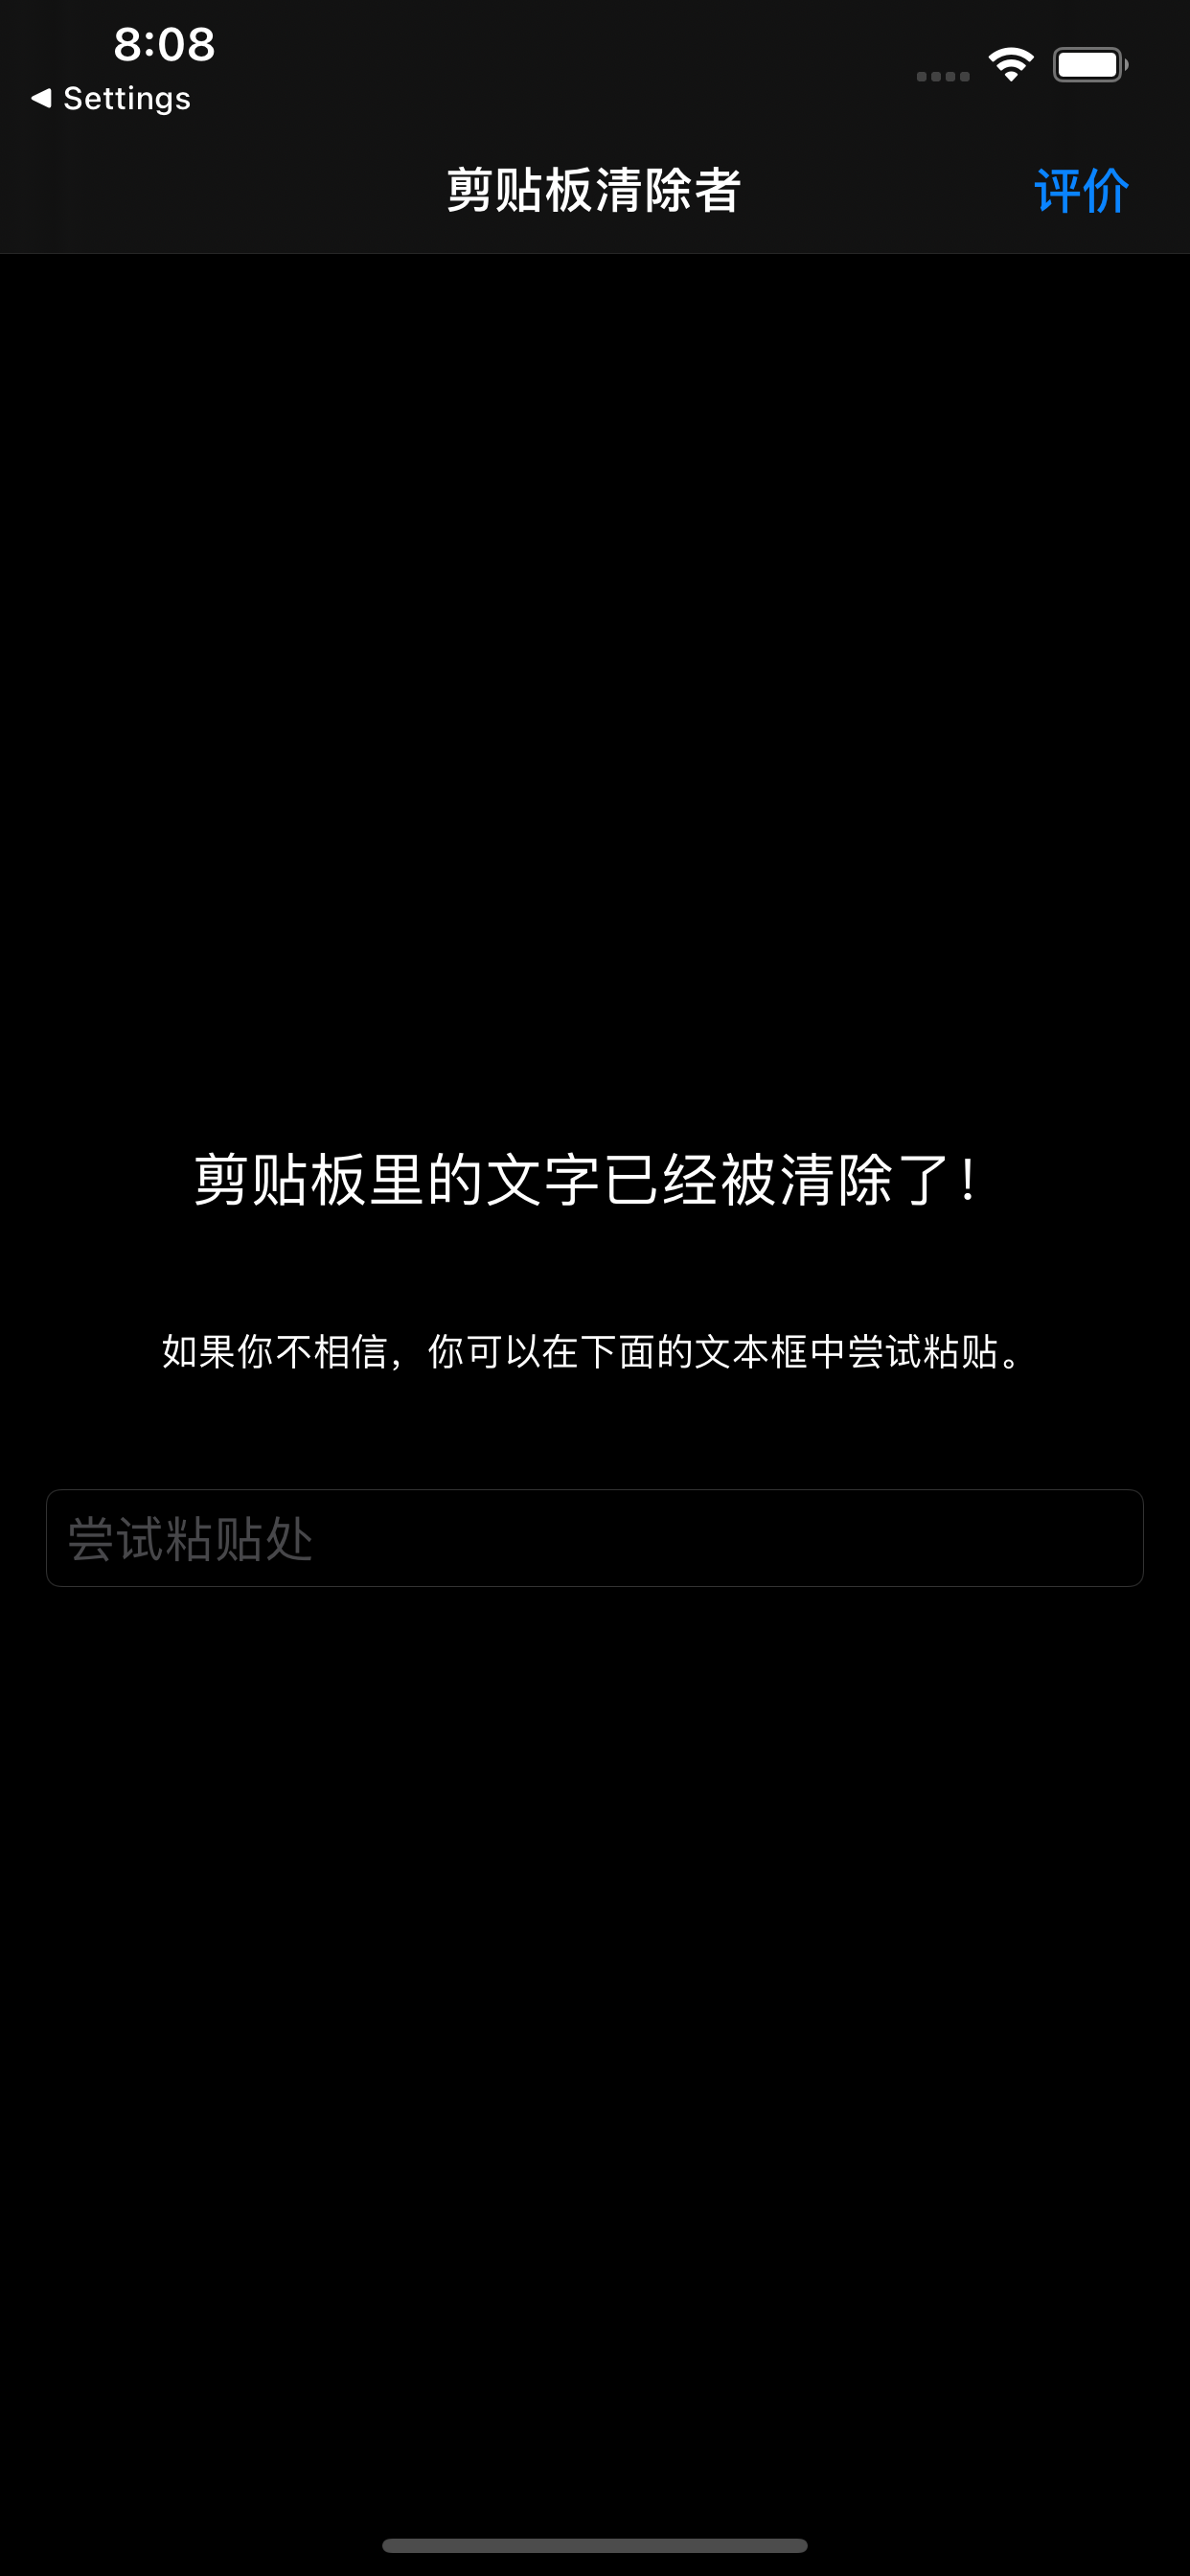 8:08
Settings
剪贴板清除者
评价
剪贴板里的文字已经被清除了！
如果你不相信，你可以在下面的文本框中尝试粘贴。
尝试粘贴处